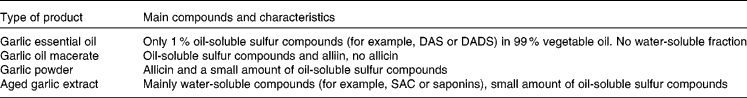 Type of product Main compounds and characteristics
Garlic essential oil Only 1 % oil-soluble sulfur compounds (for example, DAS or DADS) in 99 % vegetable oil. No water-soluble fraction
Garlic oil macerate Oil-soluble sulfur compounds and alliin, no allicin
Garlic powder Allicin and a small amount of oil-soluble sulfur compounds
Aged garlic extract Mainly water-soluble compounds (for example, SAC or saponins), small amount of oil-soluble sulfur compounds